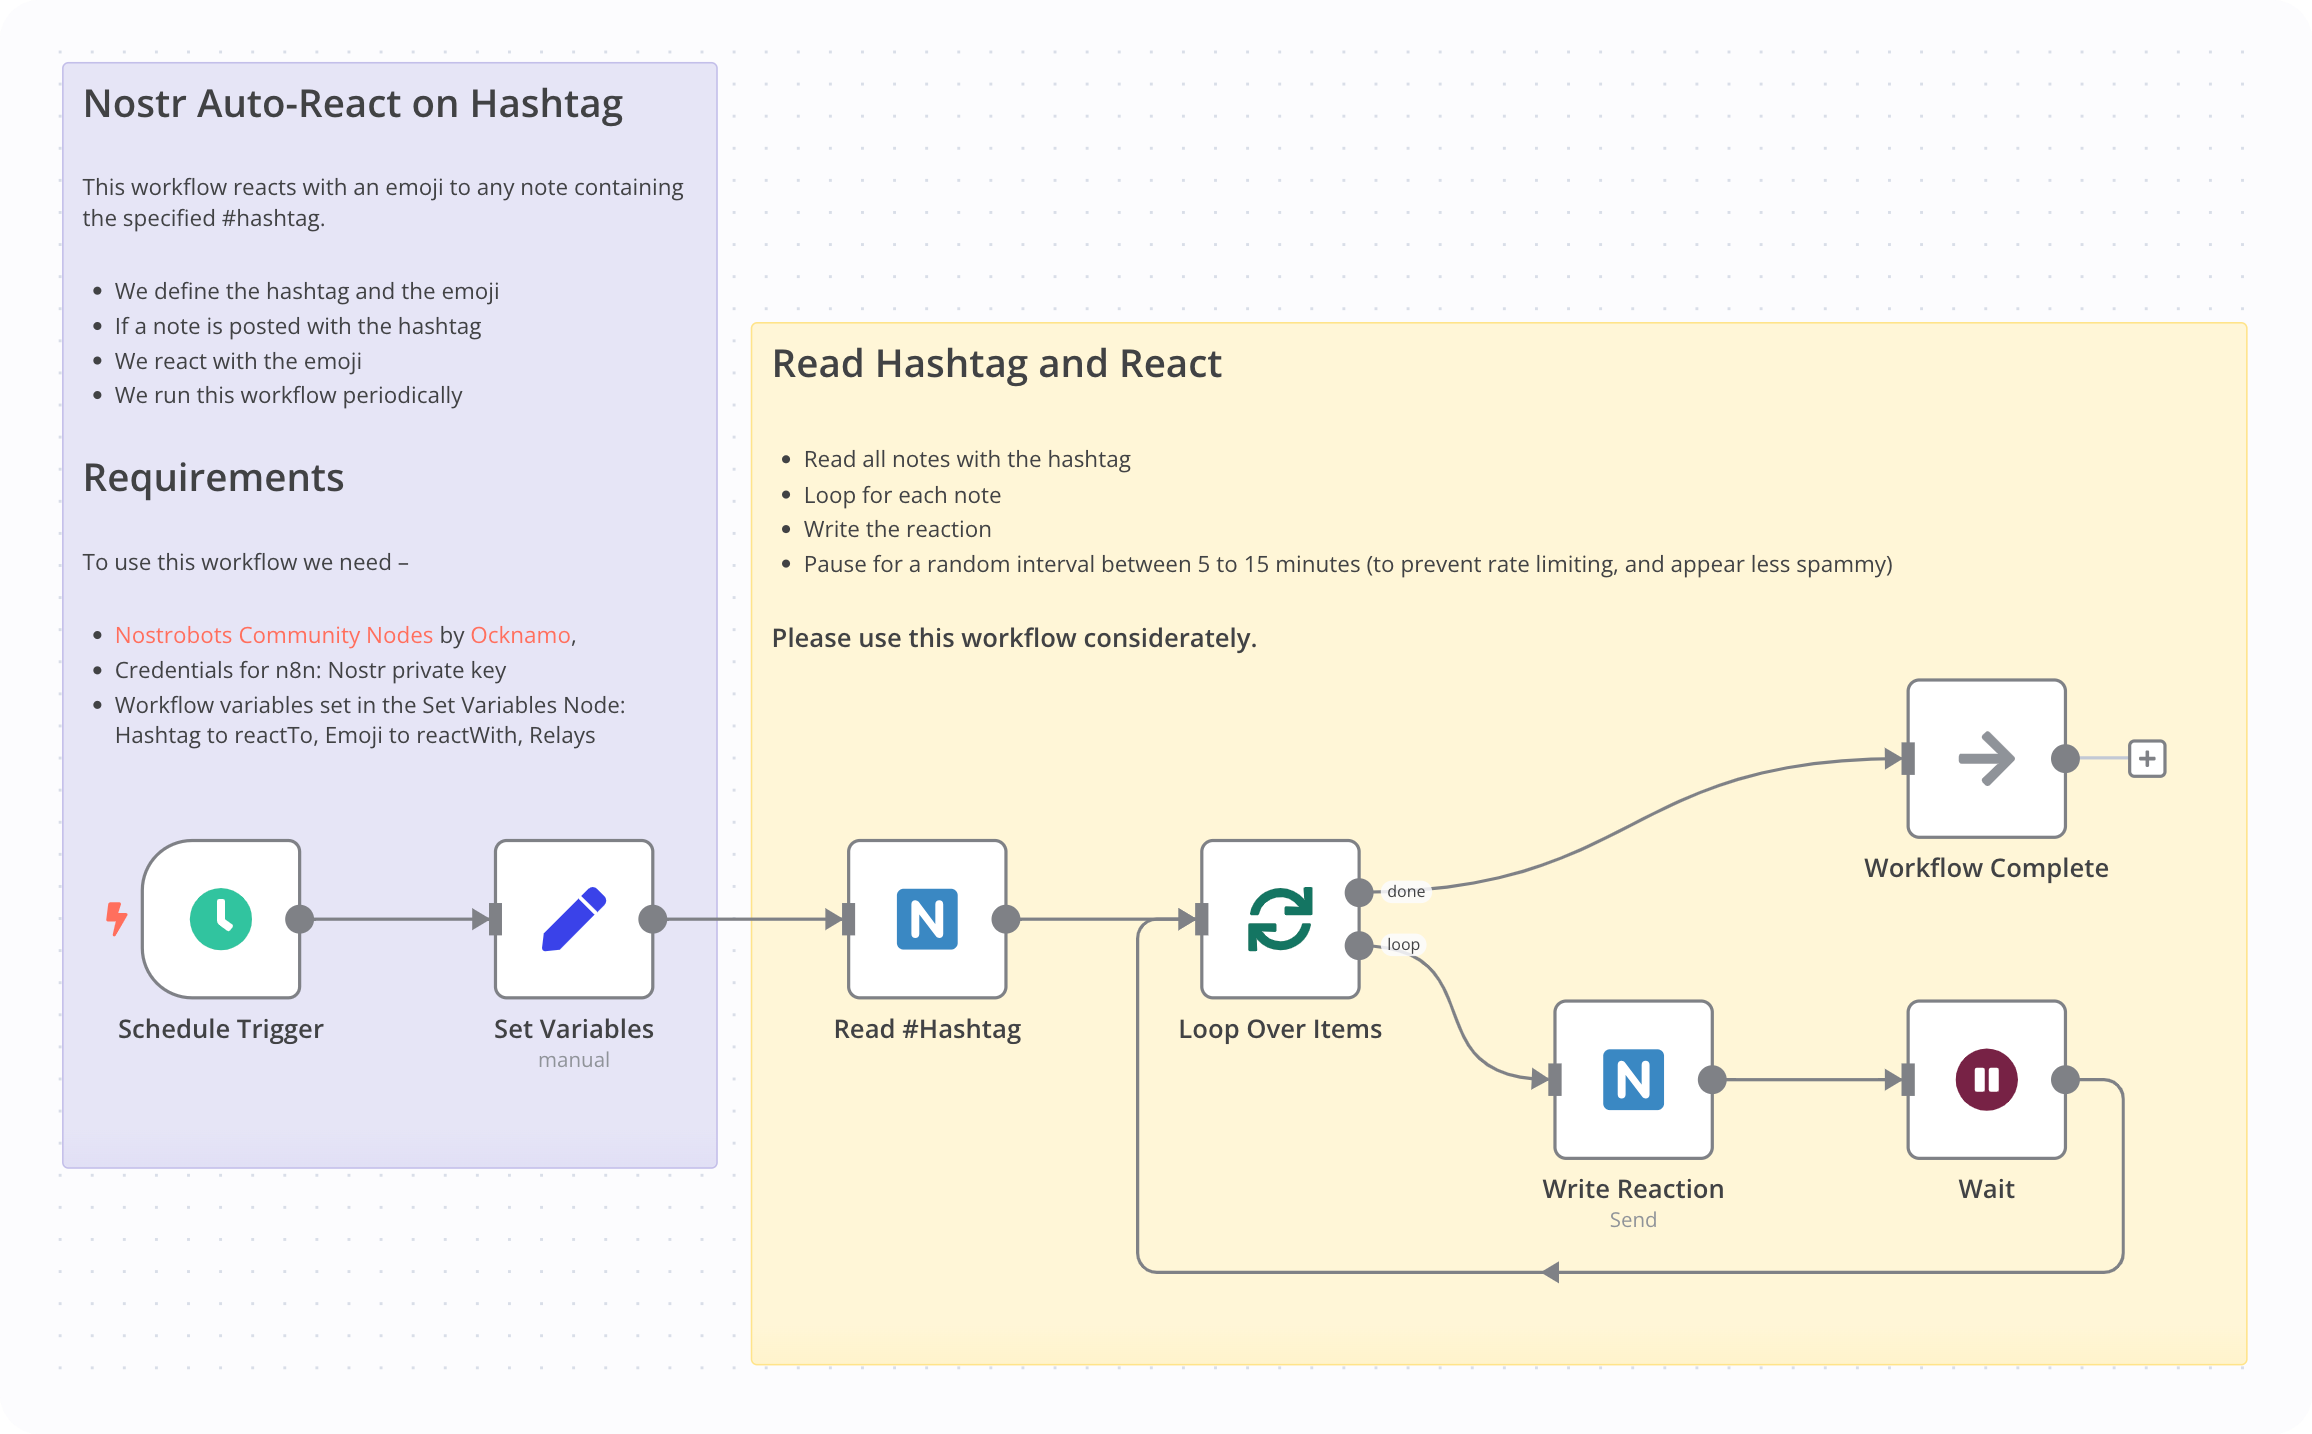 Nostr Auto-React on Hashtag
This workflow reacts with an emoji to any note containing
the specified #hashtag.
We define the hashtag and the emoji
If a note is posted with the hashtag
We react with the emoji
We run this workflow periodically
Requirements
To use this workflow we need –
Nostrobots Community Nodes by Ocknamo,
Credentials for n8n: Nostr private key
Workflow variables set in the Set Variables Node:
Hashtag to reactTo, Emoji to reactWith, Relays
Schedule Trigger
Set Variables
manual
Read Hashtag and React
Read all notes with the hashtag
Loop for each note
Write the reaction
Pause for a random interval between 5 to 15 minutes (to prevent rate limiting, and appear less spammy)
Please use this workflow considerately.
N
Read #Hashtag
Loop Over Items
done
loop
Workflow Complete
N
Write Reaction
Send
Wait